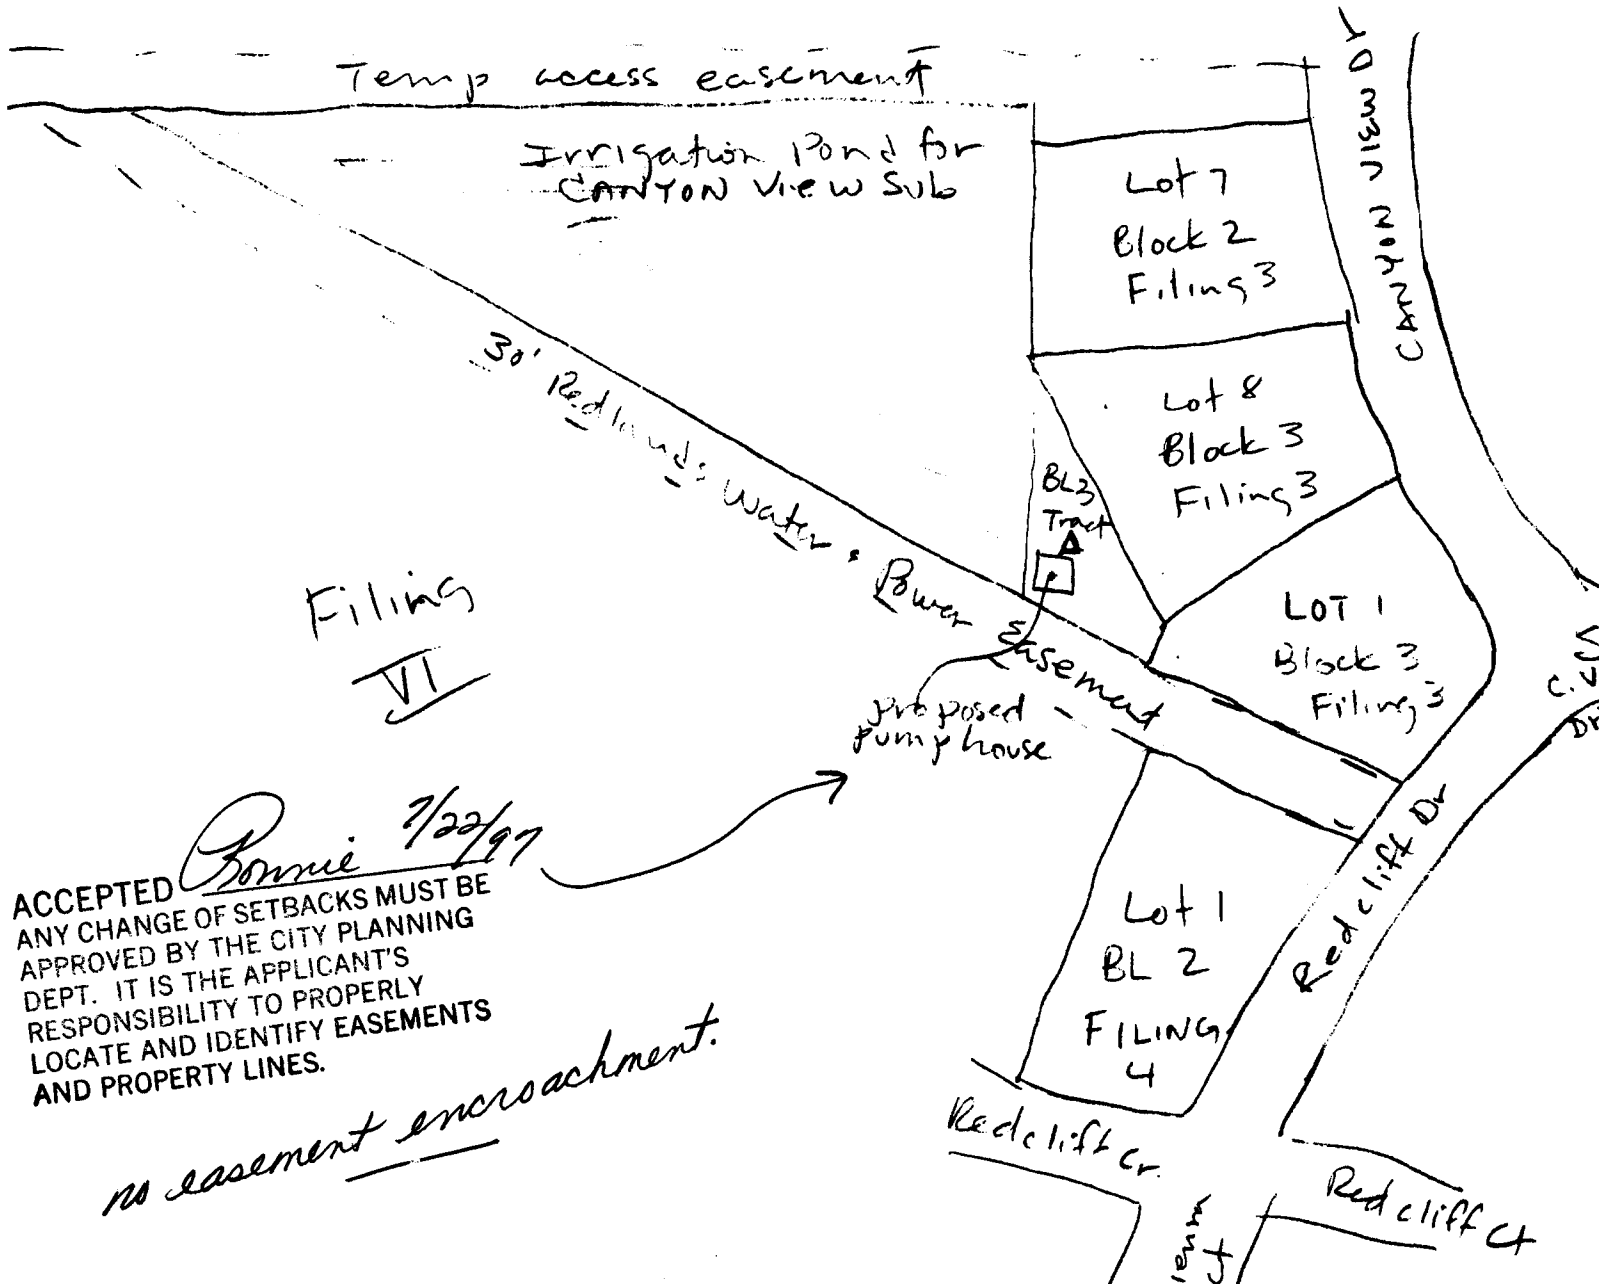 Temp access easement
Irrigation Pond for
CANYON View Sub
CANYON VIEW Dr
Lot 7
Block 2
Filing 3
Lot 8
Block 3
Filing 3
30' Redlands Water & Power Easement
BL3
Tract
A
LOT 1
Block 3
Filing 3
Filing
VI
proposed
pump house
C.V.
Dr
ACCEPTED Ronnie 7/22/97
ANY CHANGE OF SETBACKS MUST BE
APPROVED BY THE CITY PLANNING
DEPT. IT IS THE APPLICANT'S
RESPONSIBILITY TO PROPERLY
LOCATE AND IDENTIFY EASEMENTS
AND PROPERTY LINES.
no easement encroachment.
Redcliff Dr
Lot 1
BL 2
FILING
4
Redcliff Cr.
Redcliff Ct